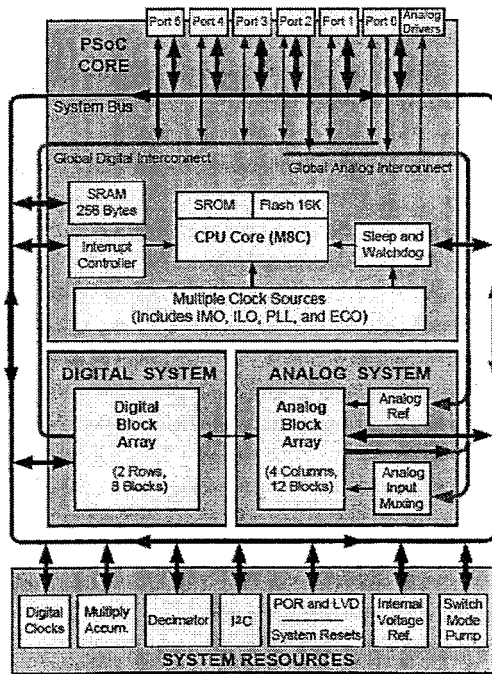 Port 5 Port 4 Port 3 Port 2 Port 1 Port 0 Analog
Drivers
PSoC
CORE
System Bus
Global Digital Interconnect
Global Analog Interconnect
SRAM
256 Bytes
SROM Flash 16K
CPU Core (M8C)
Interrupt
Controller
Sleep and
Watchdog
Multiple Clock Sources
(Includes IMO, ILO, PLL, and ECO)
DIGITAL SYSTEM
ANALOG SYSTEM
Digital
Block
Array
(2 Rows,
8 Blocks)
Analog
Block
Array
(4 Columns,
12 Blocks)
Analog
Ref
Analog
Input
Muxing
Digital
Clocks
Multiply
Accum.
Decimator
I²C
POR and LVD
System Resets
Internal
Voltage
Ref.
Switch
Mode
Pump
SYSTEM RESOURCES